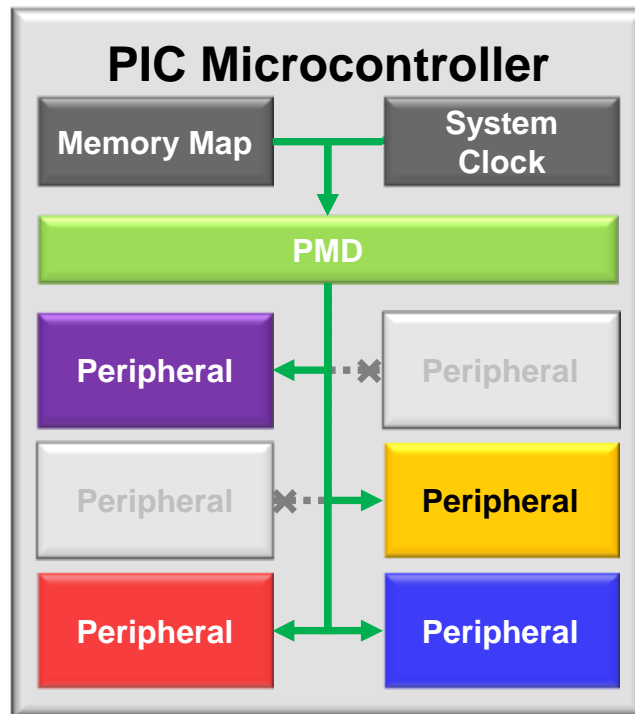 PIC Microcontroller
Memory Map
System
Clock
PMD
Peripheral
Peripheral
Peripheral
Peripheral
Peripheral
Peripheral